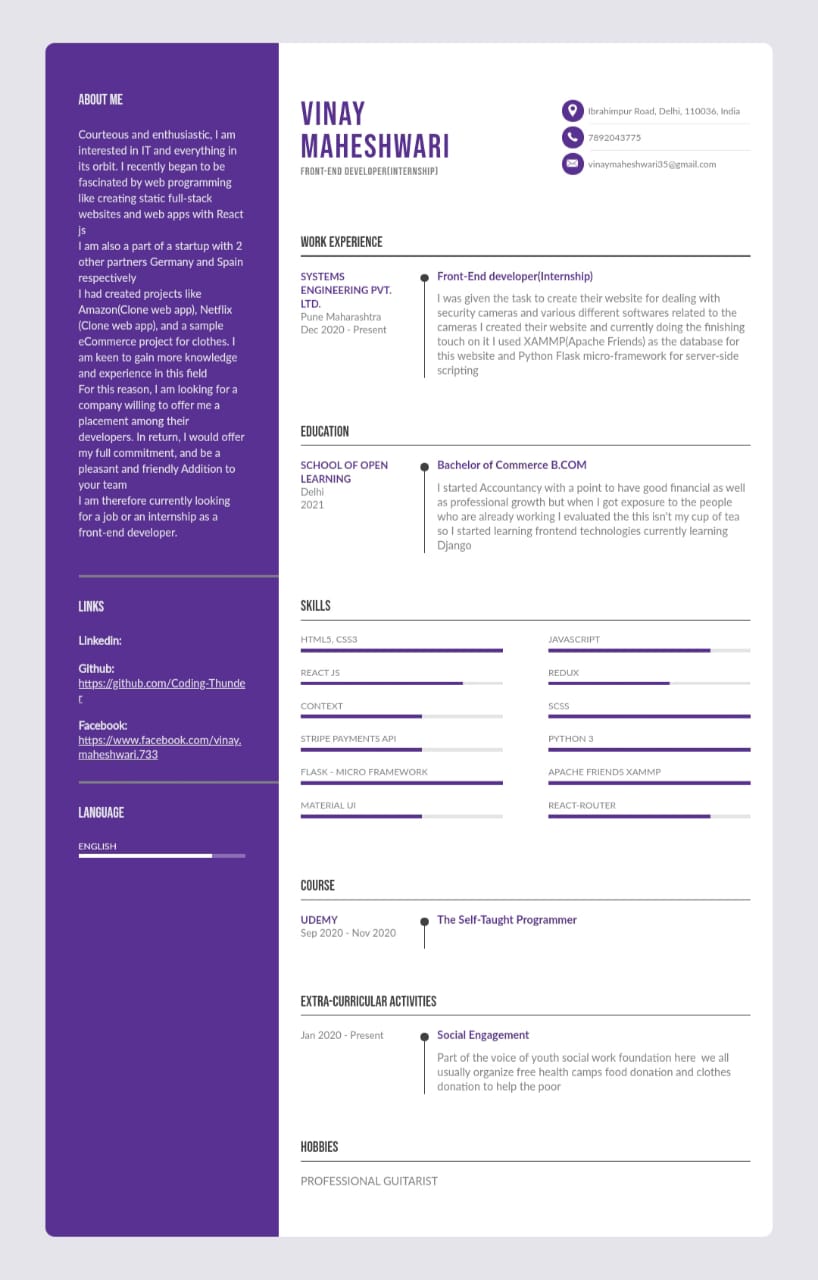 ABOUT ME
Courteous and enthusiastic, I am
interested in IT and everything in
its orbit. I recently began to be
fascinated by web programming
like creating static full-stack
websites and web apps with React
js
I am also a part of a startup with 2
other partners Germany and Spain
respectively
I had created projects like
Amazon(Clone web app), Netflix
(Clone web app), and a sample
eCommerce project for clothes. I
am keen to gain more knowledge
and experience in this field
For this reason, I am looking for a
company willing to offer me a
placement among their
developers. In return, I would offer
my full commitment, and be a
pleasant and friendly Addition to
your team
I am therefore currently looking
for a job or an internship as a
front-end developer.
LINKS
Linkedin:
Github:
https://github.com/Coding-Thunde
r
Facebook:
https://www.facebook.com/vinay.
maheshwari.733
LANGUAGE
ENGLISH
VINAY
MAHESHWARI
FRONT-END DEVELOPER(INTERNSHIP)
Ibrahimpur Road, Delhi, 110036, India
7892043775
vinaymaheshwari35@gmail.com
WORK EXPERIENCE
SYSTEMS
ENGINEERING PVT.
LTD.
Pune Maharashtra
Dec 2020 - Present
Front-End developer(Internship)
I was given the task to create their website for dealing with
security cameras and various different softwares related to the
cameras I created their website and currently doing the finishing
touch on it I used XAMMP(Apache Friends) as the database for
this website and Python Flask micro-framework for server-side
scripting
EDUCATION
SCHOOL OF OPEN
LEARNING
Delhi
2021
Bachelor of Commerce B.COM
I started Accountancy with a point to have good financial as well
as professional growth but when I got exposure to the people
who are already working I evaluated the this isn't my cup of tea
so I started learning frontend technologies currently learning
Django
SKILLS
HTML5, CSS3
JAVASCRIPT
REACT JS
REDUX
CONTEXT
SCSS
STRIPE PAYMENTS API
PYTHON 3
FLASK - MICRO FRAMEWORK
APACHE FRIENDS XAMMP
MATERIAL UI
REACT-ROUTER
COURSE
UDEMY
Sep 2020 - Nov 2020
The Self-Taught Programmer
EXTRA-CURRICULAR ACTIVITIES
Jan 2020 - Present
Social Engagement
Part of the voice of youth social work foundation here  we all
usually organize free health camps food donation and clothes
donation to help the poor
HOBBIES
PROFESSIONAL GUITARIST